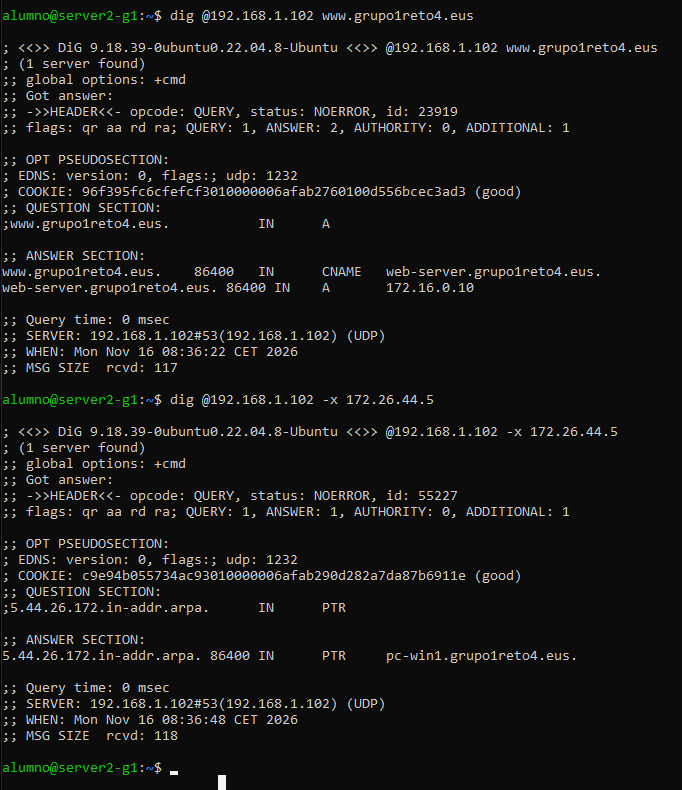 alumno@server2-g1:~$ dig @192.168.1.102 www.grupo1reto4.eus

; <<>> DiG 9.18.39-0ubuntu0.22.04.8-Ubuntu <<>> @192.168.1.102 www.grupo1reto4.eus
; (1 server found)
;; global options: +cmd
;; Got answer:
;; ->>HEADER<<- opcode: QUERY, status: NOERROR, id: 23919
;; flags: qr aa rd ra; QUERY: 1, ANSWER: 2, AUTHORITY: 0, ADDITIONAL: 1

;; OPT PSEUDOSECTION:
; EDNS: version: 0, flags:; udp: 1232
; COOKIE: 96f395fc6cfefcf3010000006afab2760100d556bcec3ad3 (good)
;; QUESTION SECTION:
;www.grupo1reto4.eus.           IN      A

;; ANSWER SECTION:
www.grupo1reto4.eus.    86400   IN      CNAME   web-server.grupo1reto4.eus.
web-server.grupo1reto4.eus. 86400 IN    A       172.16.0.10

;; Query time: 0 msec
;; SERVER: 192.168.1.102#53(192.168.1.102) (UDP)
;; WHEN: Mon Nov 16 08:36:22 CET 2026
;; MSG SIZE  rcvd: 117

alumno@server2-g1:~$ dig @192.168.1.102 -x 172.26.44.5

; <<>> DiG 9.18.39-0ubuntu0.22.04.8-Ubuntu <<>> @192.168.1.102 -x 172.26.44.5
; (1 server found)
;; global options: +cmd
;; Got answer:
;; ->>HEADER<<- opcode: QUERY, status: NOERROR, id: 55227
;; flags: qr aa rd ra; QUERY: 1, ANSWER: 1, AUTHORITY: 0, ADDITIONAL: 1

;; OPT PSEUDOSECTION:
; EDNS: version: 0, flags:; udp: 1232
; COOKIE: c9e94b055734ac93010000006afab290d282a7da87b6911e (good)
;; QUESTION SECTION:
;5.44.26.172.in-addr.arpa.      IN      PTR

;; ANSWER SECTION:
5.44.26.172.in-addr.arpa. 86400 IN      PTR     pc-win1.grupo1reto4.eus.

;; Query time: 0 msec
;; SERVER: 192.168.1.102#53(192.168.1.102) (UDP)
;; WHEN: Mon Nov 16 08:36:48 CET 2026
;; MSG SIZE  rcvd: 118

alumno@server2-g1:~$